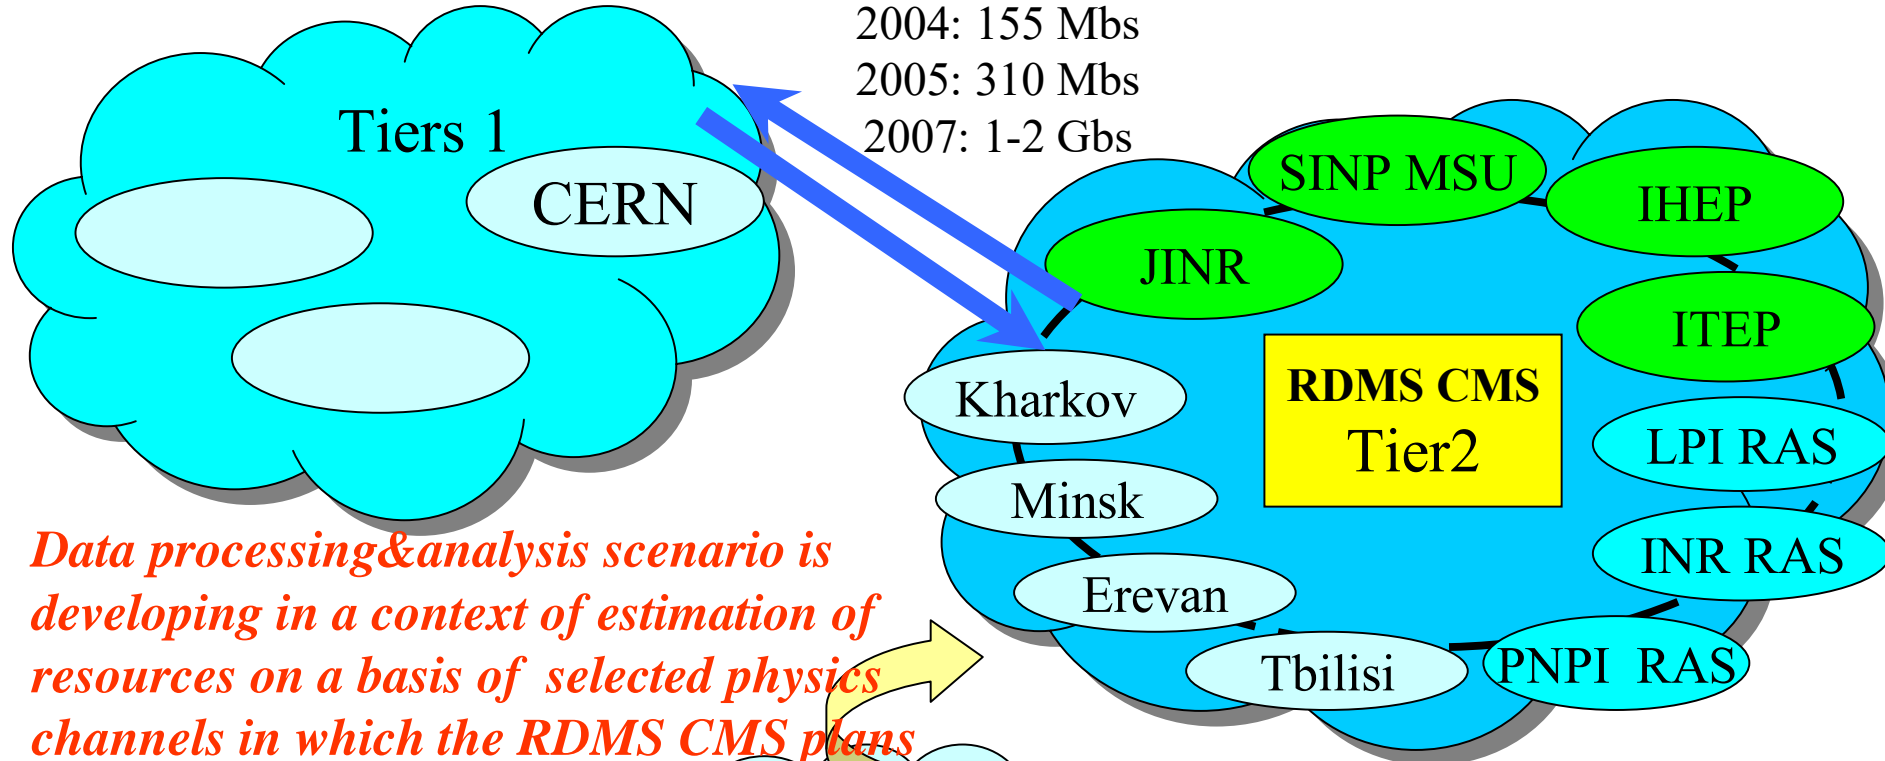 2004: 155 Mbs
2005: 310 Mbs
2007: 1-2 Gbs
Tiers 1
CERN
SINP MSU
IHEP
JINR
ITEP
RDMS CMS
Tier2
Kharkov
LPI RAS
Minsk
INR RAS
Erevan
Tbilisi
PNPI RAS
Data processing&analysis scenario is
developing in a context of estimation of
resources on a basis of selected physics
channels in which the RDMS CMS plans